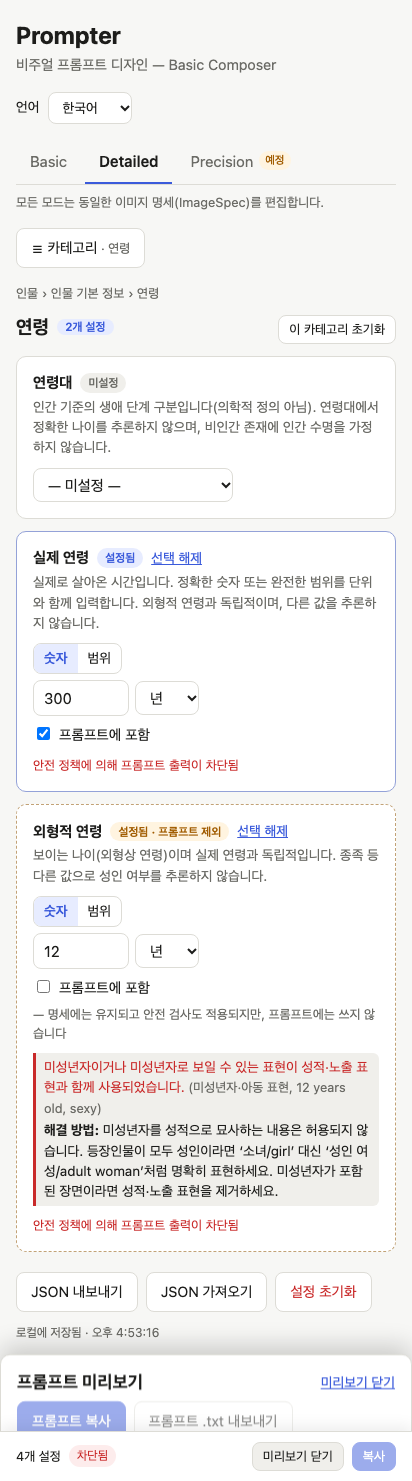 Prompter
비주얼 프롬프트 디자인 — Basic Composer
언어 한국어
Basic Detailed Precision 예정
모든 모드는 동일한 이미지 명세(ImageSpec)를 편집합니다.
≡ 카테고리 · 연령
인물 › 인물 기본 정보 › 연령
연령 2개 설정 이 카테고리 초기화
연령대 미설정
인간 기준의 생애 단계 구분입니다(의학적 정의 아님). 연령대에서
정확한 나이를 추론하지 않으며, 비인간 존재에 인간 수명을 가정
하지 않습니다.
— 미설정 —
실제 연령 설정됨 선택 해제
실제로 살아온 시간입니다. 정확한 숫자 또는 완전한 범위를 단위
와 함께 입력합니다. 외형적 연령과 독립적이며, 다른 값을 추론하
지 않습니다.
숫자 범위
300 년
프롬프트에 포함
안전 정책에 의해 프롬프트 출력이 차단됨
외형적 연령 설정됨 · 프롬프트 제외 선택 해제
보이는 나이(외형상 연령)이며 실제 연령과 독립적입니다. 종족 등
다른 값으로 성인 여부를 추론하지 않습니다.
숫자 범위
12 년
프롬프트에 포함
— 명세에는 유지되고 안전 검사도 적용되지만, 프롬프트에는 쓰지 않
습니다
미성년자이거나 미성년자로 보일 수 있는 표현이 성적·노출 표
현과 함께 사용되었습니다. (미성년자·아동 표현, 12 years
old, sexy)
해결 방법: 미성년자를 성적으로 묘사하는 내용은 허용되지 않
습니다. 등장인물이 모두 성인이라면 ‘소녀/girl’ 대신 ‘성인 여
성/adult woman’처럼 명확히 표현하세요. 미성년자가 포함
된 장면이라면 성적·노출 표현을 제거하세요.
안전 정책에 의해 프롬프트 출력이 차단됨
JSON 내보내기 JSON 가져오기 설정 초기화
로컬에 저장됨 · 오후 4:53:16
프롬프트 미리보기 미리보기 닫기
프롬프트 복사 프롬프트 .txt 내보내기
4개 설정 차단됨 미리보기 닫기 복사